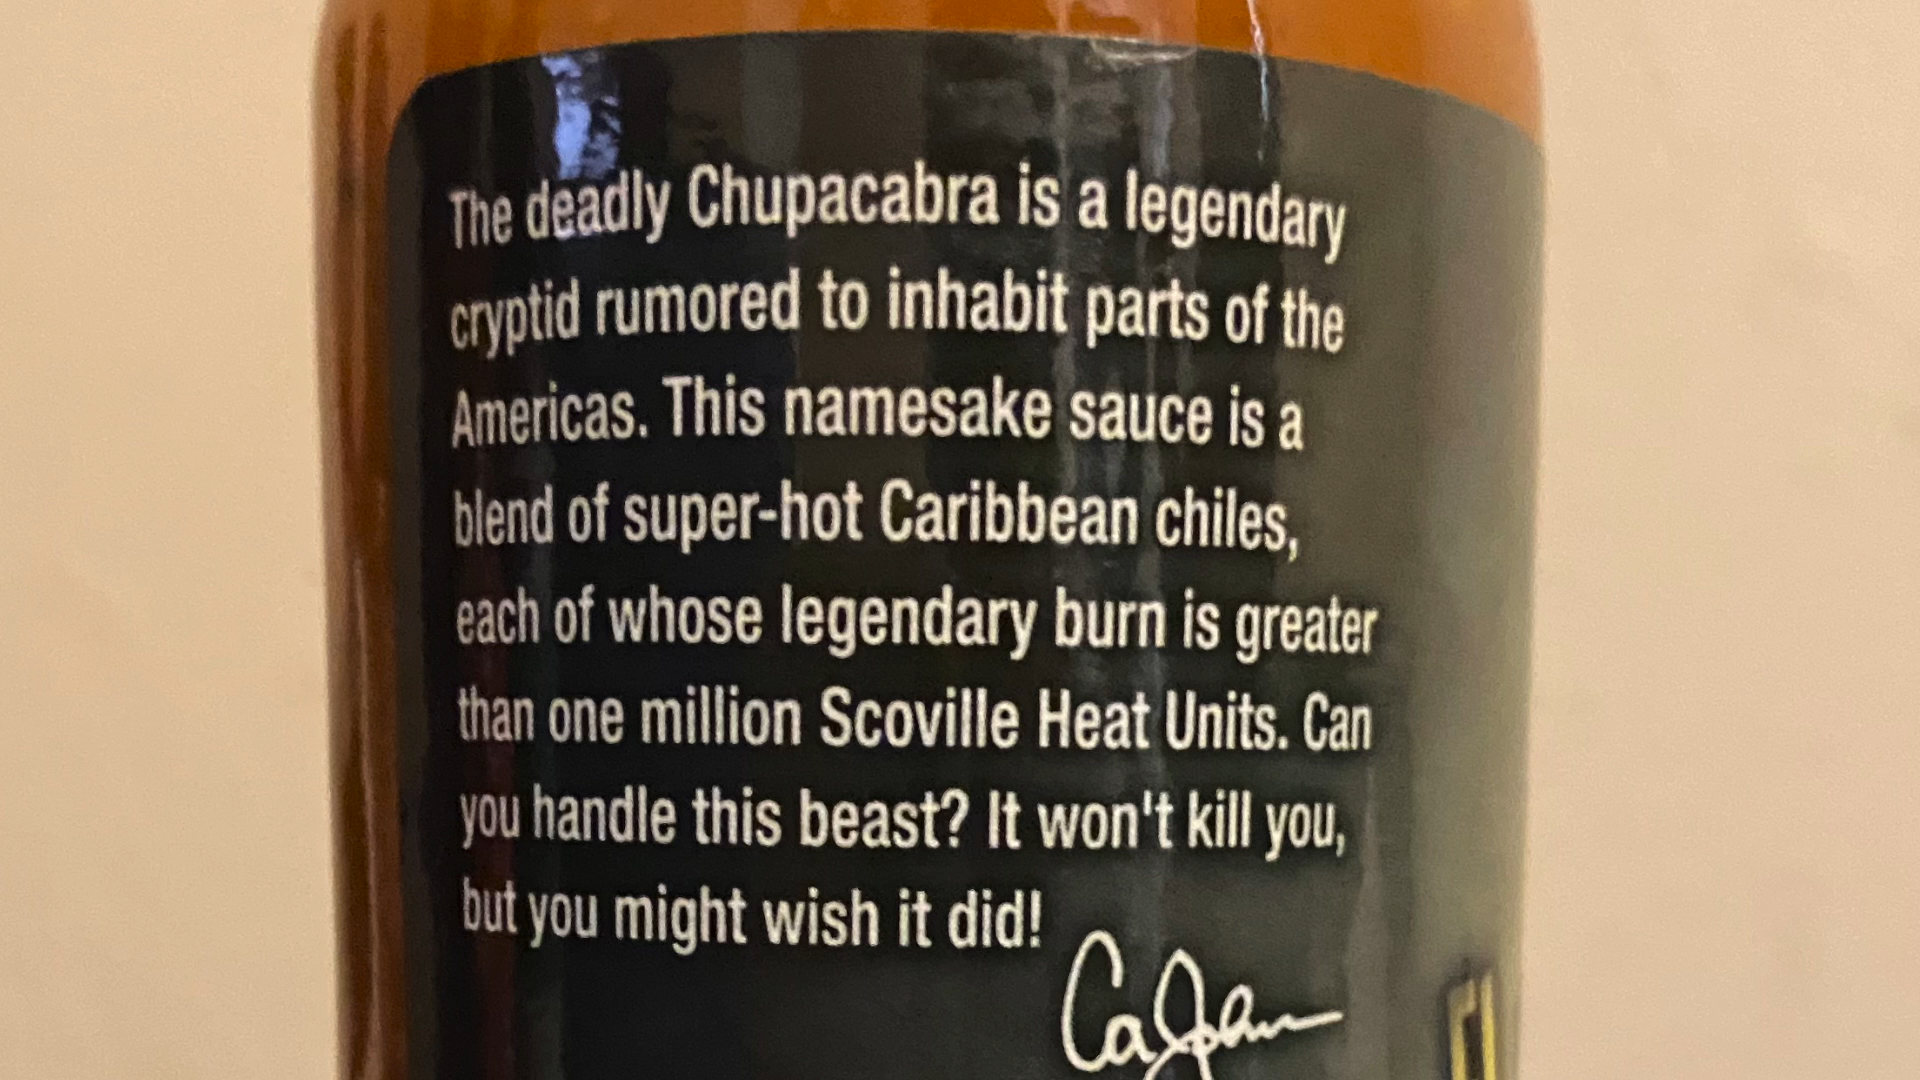 The deadly Chupacabra is a legendary
cryptid rumored to inhabit parts of the
Americas. This namesake sauce is a
blend of super-hot Caribbean chiles,
each of whose legendary burn is greater
than one million Scoville Heat Units. Can
you handle this beast? It won't kill you,
but you might wish it did!
CaJohn